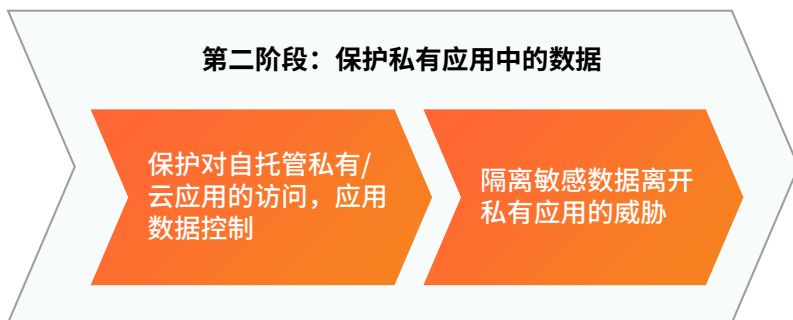 第二阶段：保护私有应用中的数据
保护对自托管私有/
云应用的访问，应用
数据控制
隔离敏感数据离开
私有应用的威胁